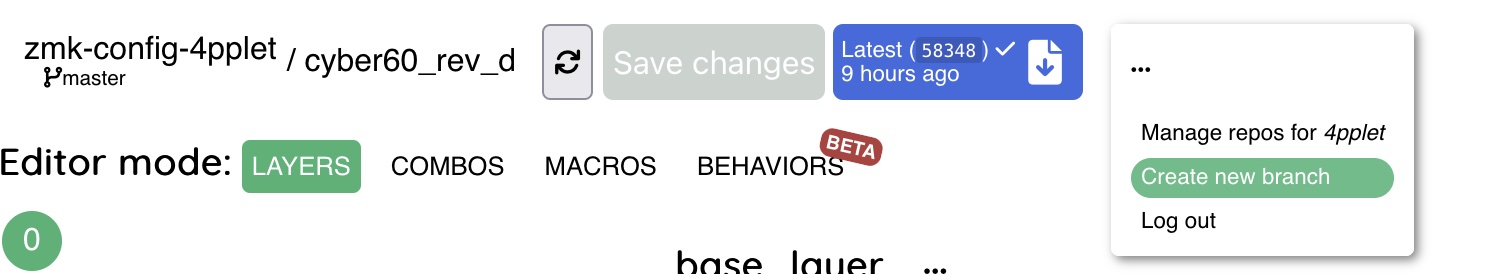 zmk-config-4pplet / cyber60_rev_d
master
Save changes
Latest ( 58348 )
9 hours ago
...
Manage repos for 4pplet
Create new branch
Log out
Editor mode: LAYERS COMBOS MACROS BEHAVIORS BETA
0
base_layer ...